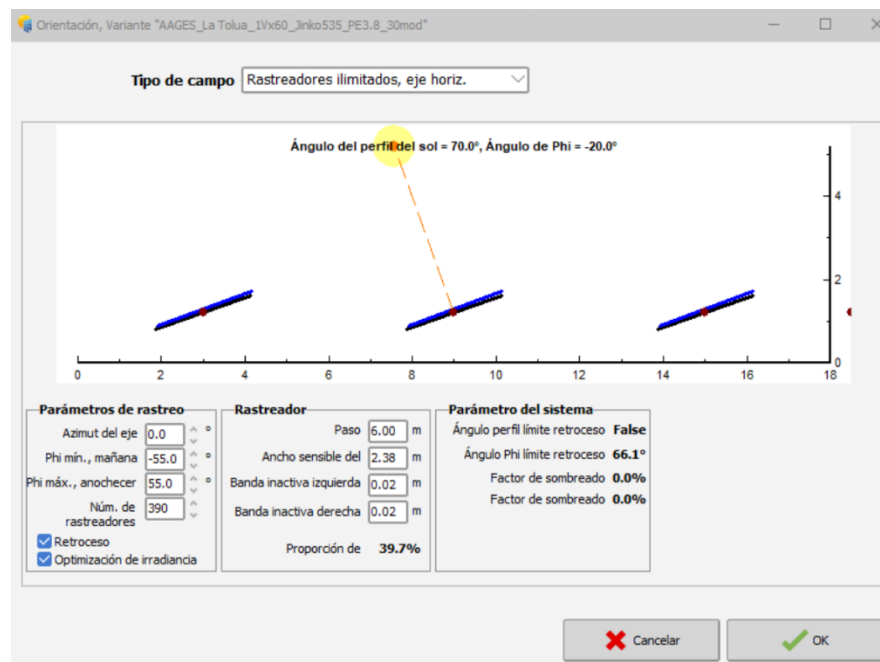 Orientación, Variante "AAGES_La Tolua_1Vx60_Jinko535_PE3.8_30mod"
Tipo de campo Rastreadores ilimitados, eje horiz.
Ángulo del perfil del sol = 70.0°, Ángulo de Phi = -20.0°
4
2
0
0 2 4 6 8 10 12 14 16 18
Parámetros de rastreo
Azimut del eje 0.0 °
Phi mín., mañana -55.0 °
Phi máx., anochecer 55.0 °
Núm. de rastreadores 390
Retroceso
Optimización de irradiancia
Rastreador
Paso 6.00 m
Ancho sensible del 2.38 m
Banda inactiva izquierda 0.02 m
Banda inactiva derecha 0.02 m
Proporción de 39.7%
Parámetro del sistema
Ángulo perfil límite retroceso False
Ángulo Phi límite retroceso 66.1°
Factor de sombreado 0.0%
Factor de sombreado 0.0%
Cancelar
OK